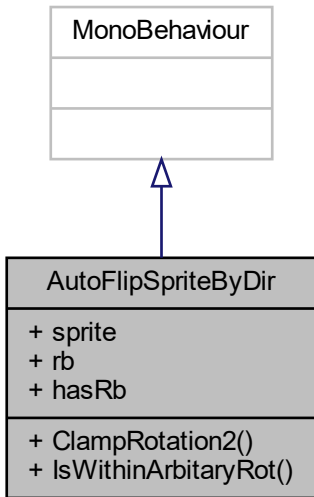 MonoBehaviour
AutoFlipSpriteByDir
+ sprite
+ rb
+ hasRb
+ ClampRotation2()
+ IsWithinArbitaryRot()